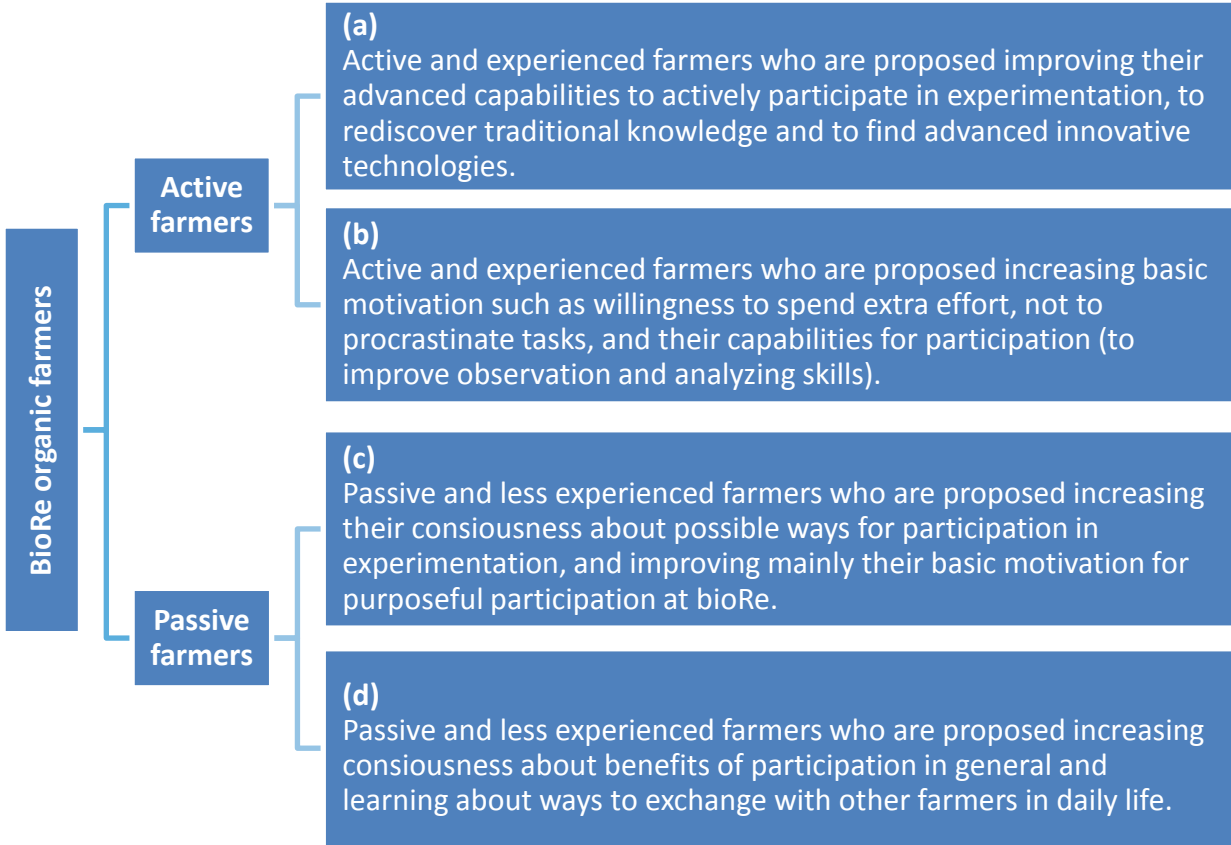 BioRe organic farmers
Active
farmers
(a)
Active and experienced farmers who are proposed improving their
advanced capabilities to actively participate in experimentation, to
rediscover traditional knowledge and to find advanced innovative
technologies.
(b)
Active and experienced farmers who are proposed increasing basic
motivation such as willingness to spend extra effort, not to
procrastinate tasks, and their capabilities for participation (to
improve observation and analyzing skills).
Passive
farmers
(c)
Passive and less experienced farmers who are proposed increasing
their consiousness about possible ways for participation in
experimentation, and improving mainly their basic motivation for
purposeful participation at bioRe.
(d)
Passive and less experienced farmers who are proposed increasing
consiousness about benefits of participation in general and
learning about ways to exchange with other farmers in daily life.